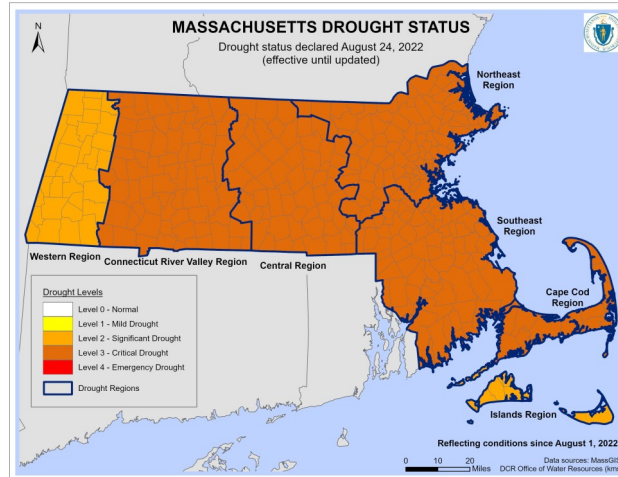 MASSACHUSETTS DROUGHT STATUS
Drought status declared August 24, 2022
(effective until updated)
N
Northeast
Region
Southeast
Region
Cape Cod
Region
Western Region
Connecticut River Valley Region
Central Region
Islands Region
Drought Levels
Level 0 - Normal
Level 1 - Mild Drought
Level 2 - Significant Drought
Level 3 - Critical Drought
Level 4 - Emergency Drought
Drought Regions
Reflecting conditions since August 1, 2022
0 10 20
Miles
Data sources: MassGIS
DCR Office of Water Resources (km